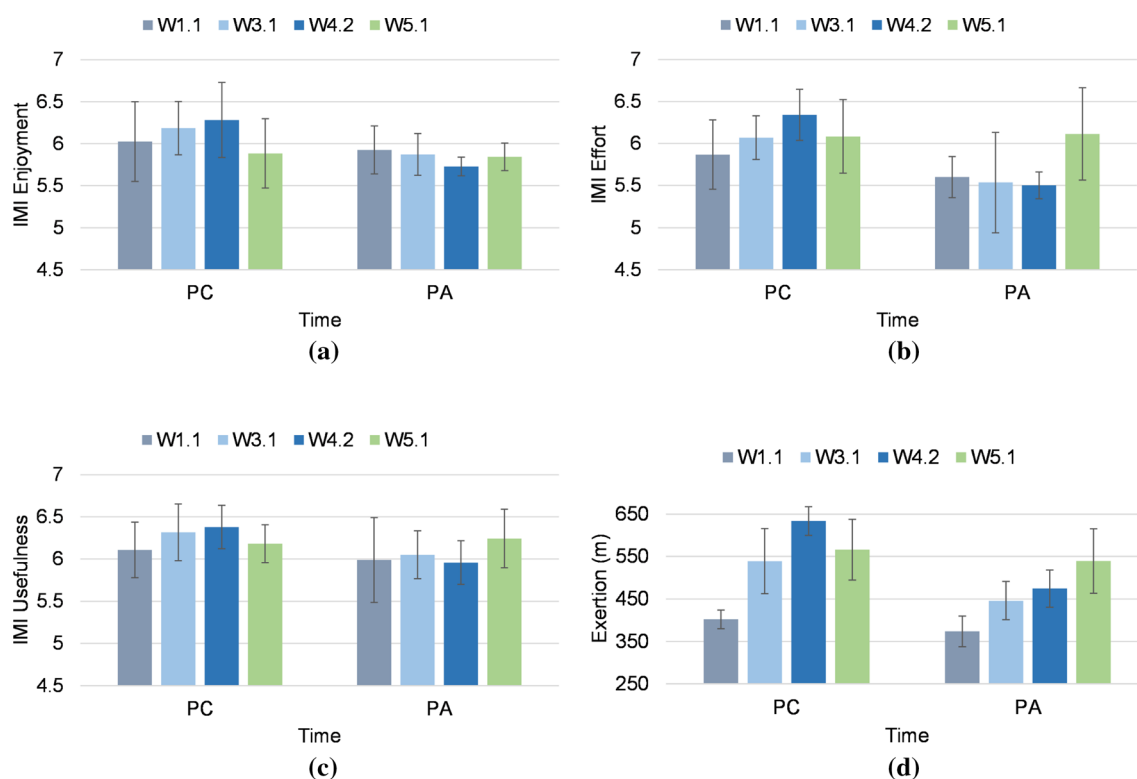 W1.1 W3.1 W4.2 W5.1
7
6.5
6
5.5
5
4.5
IMI Enjoyment
PC PA
Time
(a)
W1.1 W3.1 W4.2 W5.1
7
6.5
6
5.5
5
4.5
IMI Effort
PC PA
Time
(b)
W1.1 W3.1 W4.2 W5.1
7
6.5
6
5.5
5
4.5
IMI Usefulness
PC PA
Time
(c)
W1.1 W3.1 W4.2 W5.1
650
550
450
350
250
Exertion (m)
PC PA
Time
(d)